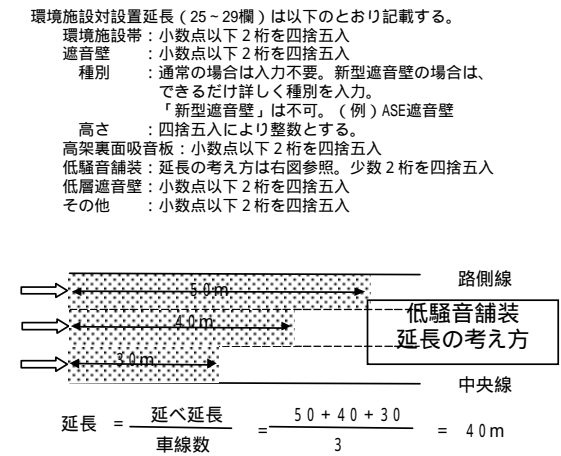 環境施設対設置延長（25～29欄）は以下のとおり記載する。
環境施設帯：小数点以下２桁を四捨五入
遮音壁　　：小数点以下２桁を四捨五入
種別　　：通常の場合は入力不要。新型遮音壁の場合は、
できるだけ詳しく種別を入力。
「新型遮音壁」は不可。（例）ASE遮音壁
高さ　　：四捨五入により整数とする。
高架裏面吸音板：小数点以下２桁を四捨五入
低騒音舗装：延長の考え方は右図参照。少数２桁を四捨五入
低層遮音壁：小数点以下２桁を四捨五入
その他　　：小数点以下２桁を四捨五入
路側線
50m
低騒音舗装
40m
延長の考え方
30m
中央線
延長 = 延べ延長 = 50+40+30 = 40m
車線数 3